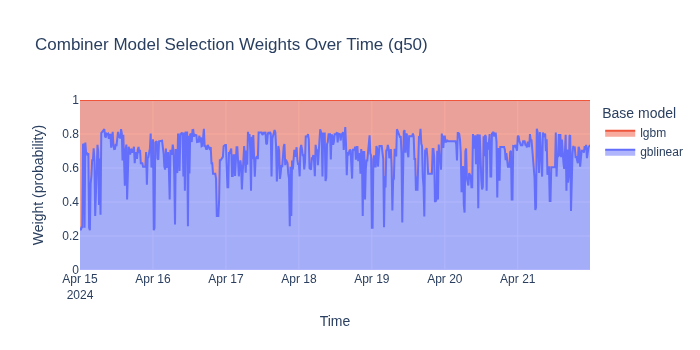 Combiner Model Selection Weights Over Time (q50)
Weight (probability)
1
0.8
0.6
0.4
0.2
0
Apr 15
2024
Apr 16
Apr 17
Apr 18
Apr 19
Apr 20
Apr 21
Time
Base model
lgbm
gblinear